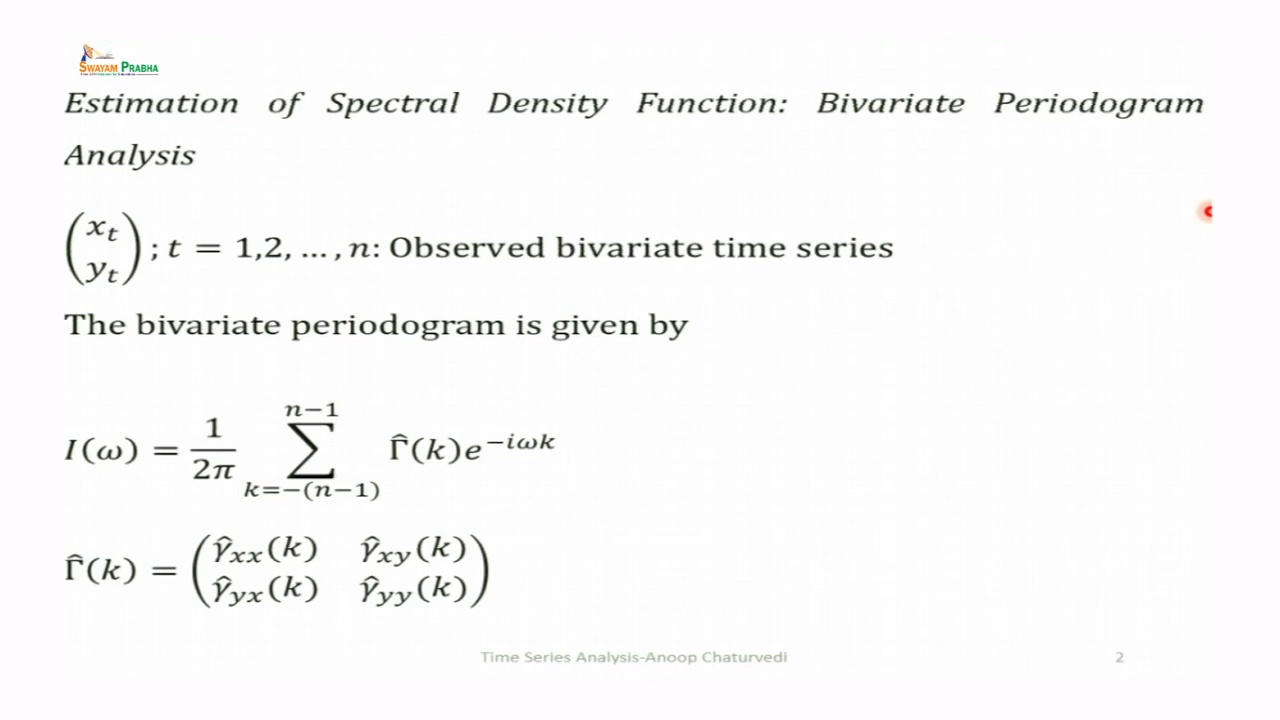 SWAYAM PRABHA
Estimation of Spectral Density Function: Bivariate Periodogram
Analysis
(x_t y_t) ; t = 1,2, … , n: Observed bivariate time series
The bivariate periodogram is given by
I(ω) = 1/2π ∑_{k=−(n−1)}^{n−1} Γ̂(k)e^{−iωk}
Γ̂(k) = (γ̂_xx(k) γ̂_xy(k)
γ̂_yx(k) γ̂_yy(k))
Time Series Analysis-Anoop Chaturvedi 2